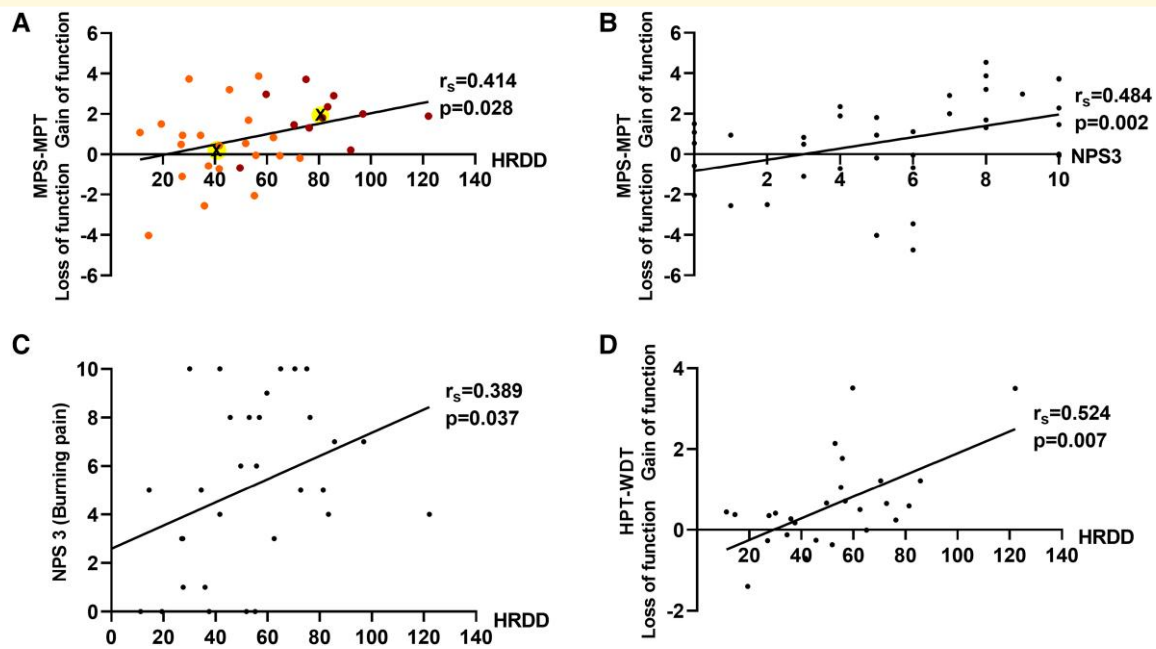 A
6
4
2
0
-2
-4
-6
MPS-MPT
Loss of function Gain of function
20 40 60 80 100 120 140
HRDD
X
X
rs=0.414
p=0.028
B
6
4
2
0
-2
-4
-6
MPS-MPT
Loss of function Gain of function
2 4 6 8 10
NPS3
rs=0.484
p=0.002
C
10
8
6
4
2
0
NPS 3 (Burning pain)
0 20 40 60 80 100 120 140
HRDD
rs=0.389
p=0.037
D
4
2
0
-2
HPT-WDT
Loss of function Gain of function
20 40 60 80 100 120 140
HRDD
rs=0.524
p=0.007